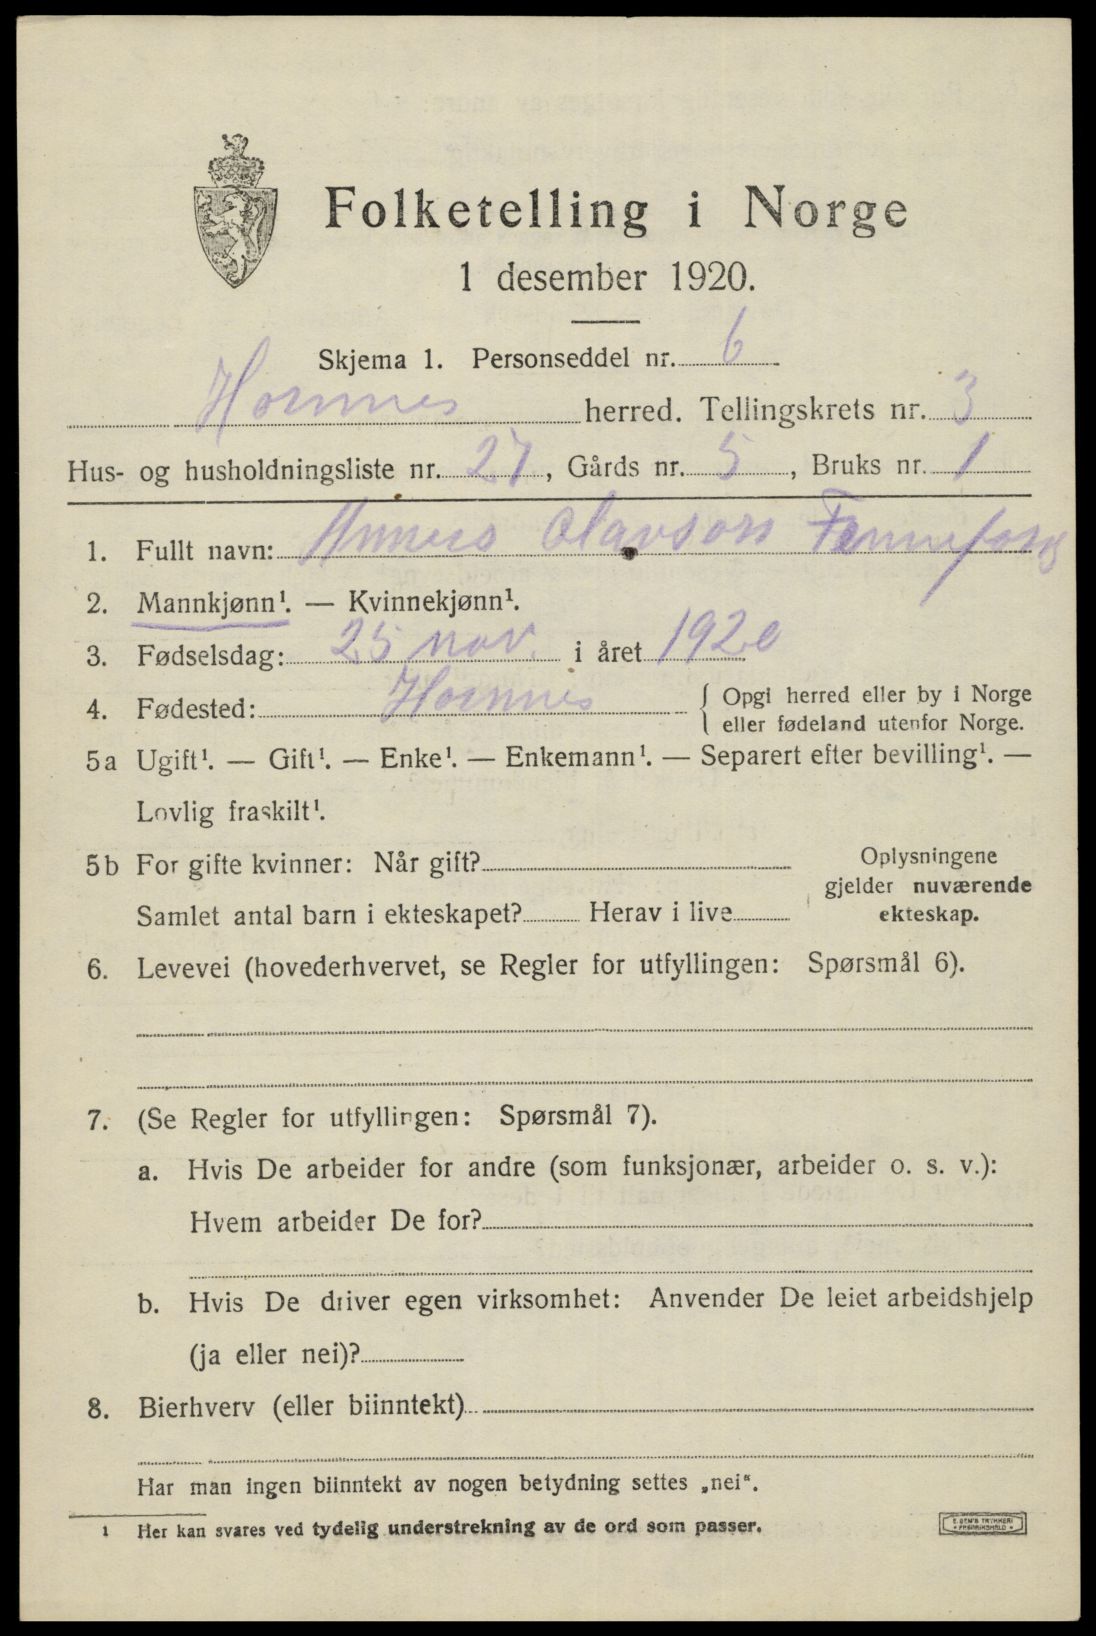 Folketelling i Norge
1 desember 1920.
Skjema 1. Personseddel nr. 6
Hornnes herred. Tellingskrets nr. 3
Hus- og husholdningsliste nr. 27, Gårds nr. 5, Bruks nr. 1
1. Fullt navn: Olavson Fennefoss
2. Mannkjønn¹. — Kvinnekjønn¹.
3. Fødselsdag: 25 nov. i året 1920
4. Fødested: Hornnes { Opgi herred eller by i Norge
eller fødeland utenfor Norge.
5a Ugift¹. — Gift¹. — Enke¹. — Enkemann¹. — Separert efter bevilling¹. —
Lovlig fraskilt¹.
5b For gifte kvinner: Når gift?
Samlet antal barn i ekteskapet? Herav i live
Oplysningene
gjelder nuværende
ekteskap.
6. Levevei (hovederhvervet, se Regler for utfyllingen: Spørsmål 6).
7. (Se Regler for utfyllingen: Spørsmål 7).
a. Hvis De arbeider for andre (som funksjonær, arbeider o. s. v.):
Hvem arbeider De for?
b. Hvis De driver egen virksomhet: Anvender De leiet arbeidshjelp
(ja eller nei)?
8. Bierhverv (eller biinntekt)
Har man ingen biinntekt av nogen betydning settes „nei“.
1 Her kan svares ved tydelig understrekning av de ord som passer.
E. SEM'S TRYKKERI
FREDRIKSHALD